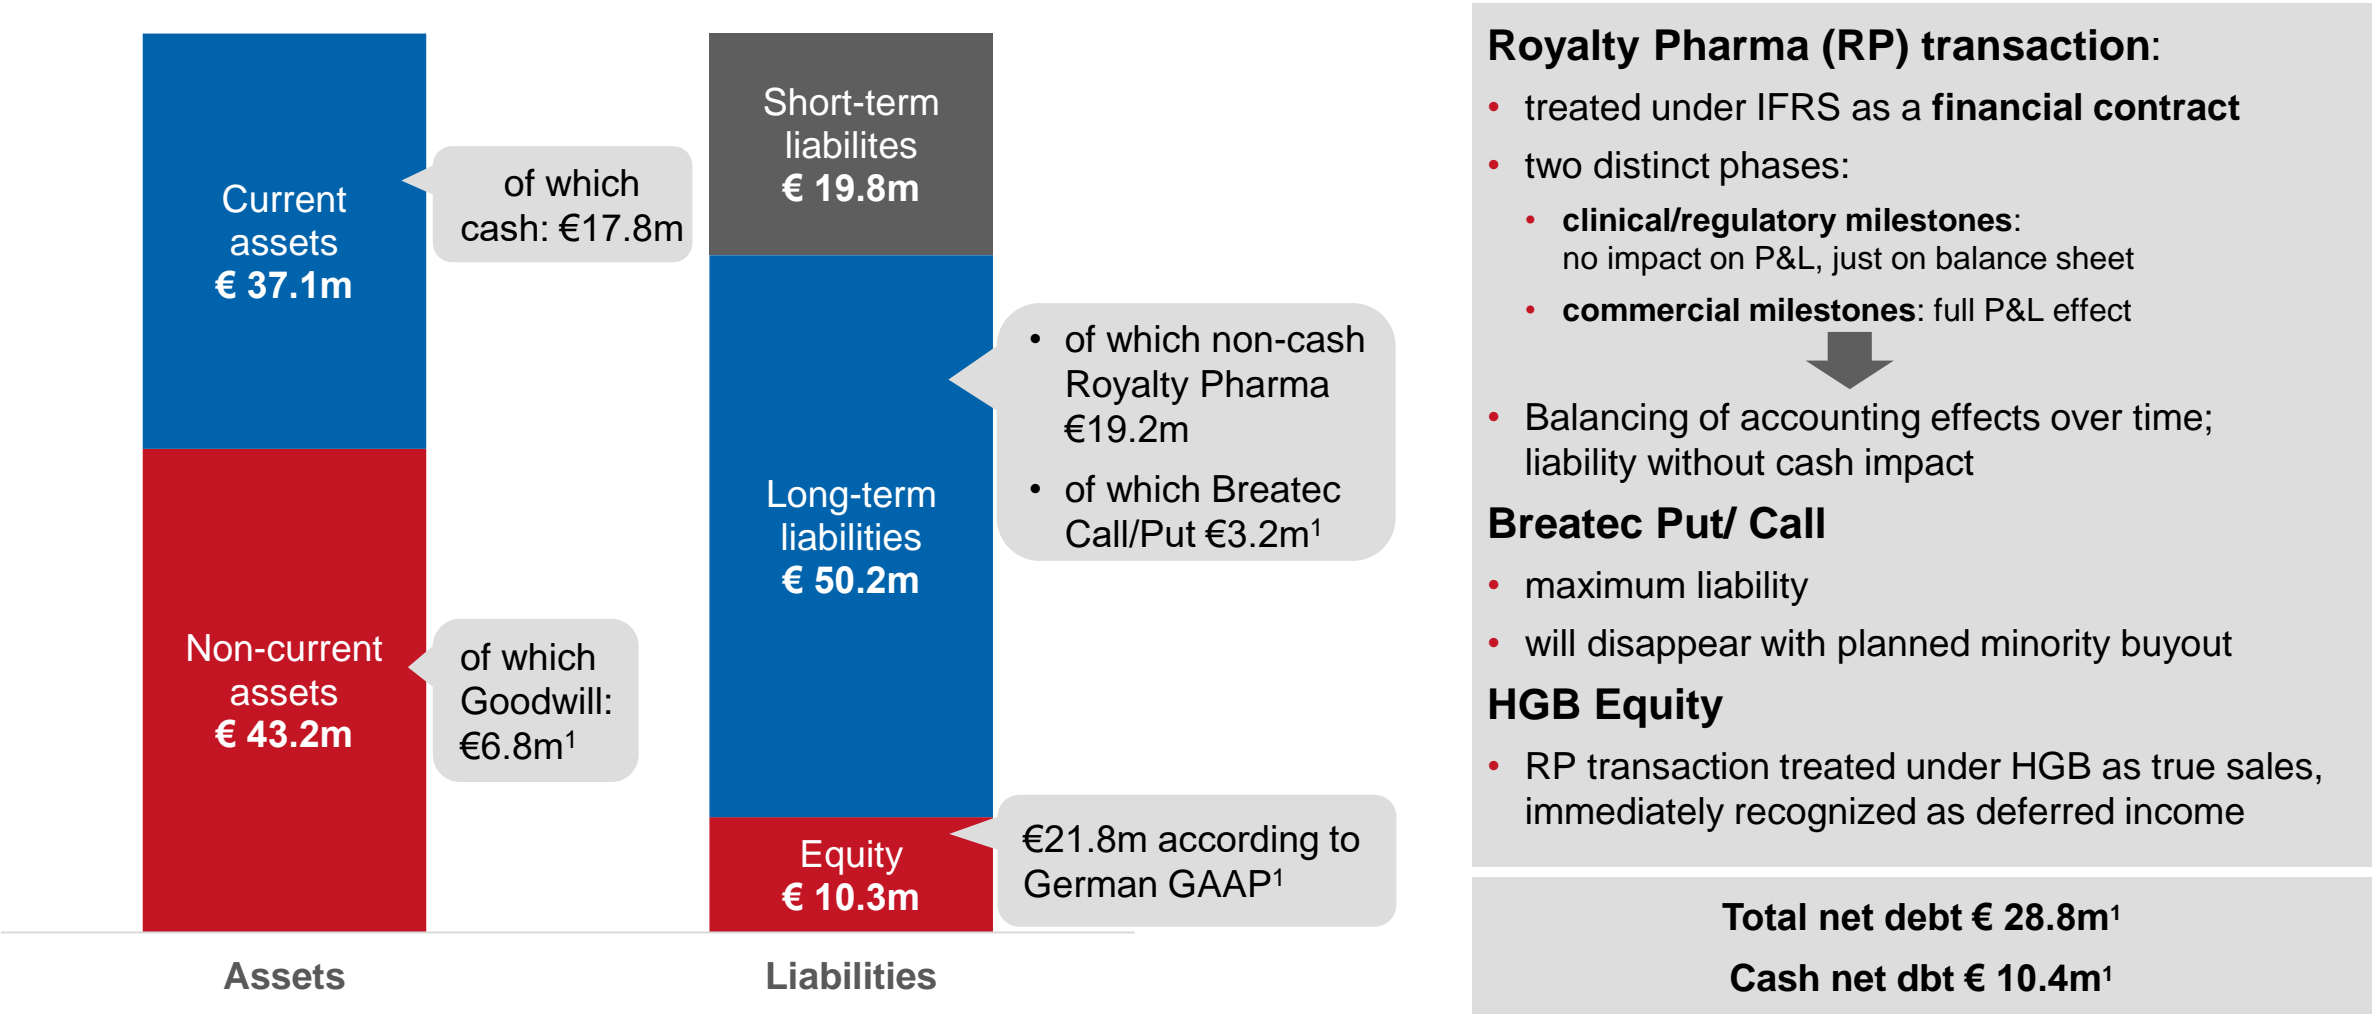 Current
assets
€ 37.1m
of which
cash: €17.8m
Non-current
assets
€ 43.2m
of which
Goodwill:
€6.8m¹
Assets
Short-term
liabilites
€ 19.8m
Long-term
liabilities
€ 50.2m
• of which non-cash
Royalty Pharma
€19.2m
• of which Breatec
Call/Put €3.2m¹
Equity
€ 10.3m
€21.8m according to
German GAAP¹
Liabilities
Royalty Pharma (RP) transaction:
• treated under IFRS as a financial contract
• two distinct phases:
• clinical/regulatory milestones:
no impact on P&L, just on balance sheet
• commercial milestones: full P&L effect
• Balancing of accounting effects over time;
liability without cash impact
Breatec Put/ Call
• maximum liability
• will disappear with planned minority buyout
HGB Equity
• RP transaction treated under HGB as true sales,
immediately recognized as deferred income
Total net debt € 28.8m¹
Cash net dbt € 10.4m¹